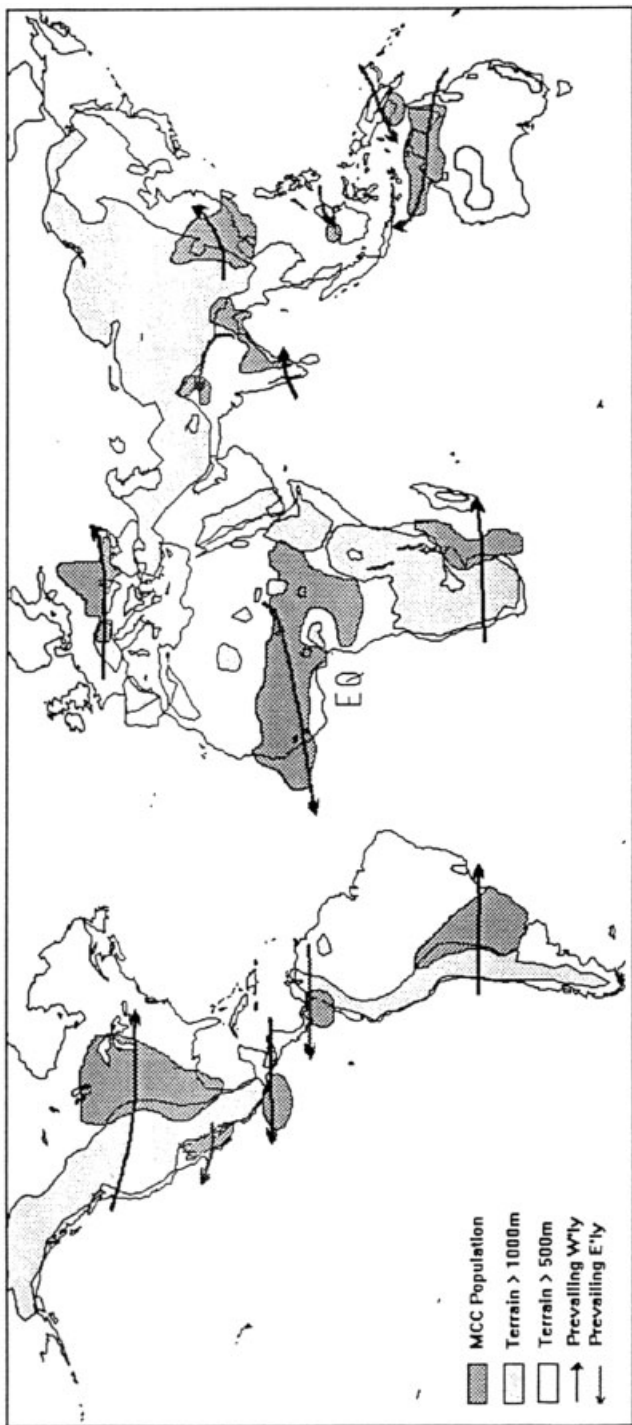 EQ
MCC Population
Terrain > 1000m
Terrain > 500m
Prevailing W'ly
Prevailing E'ly